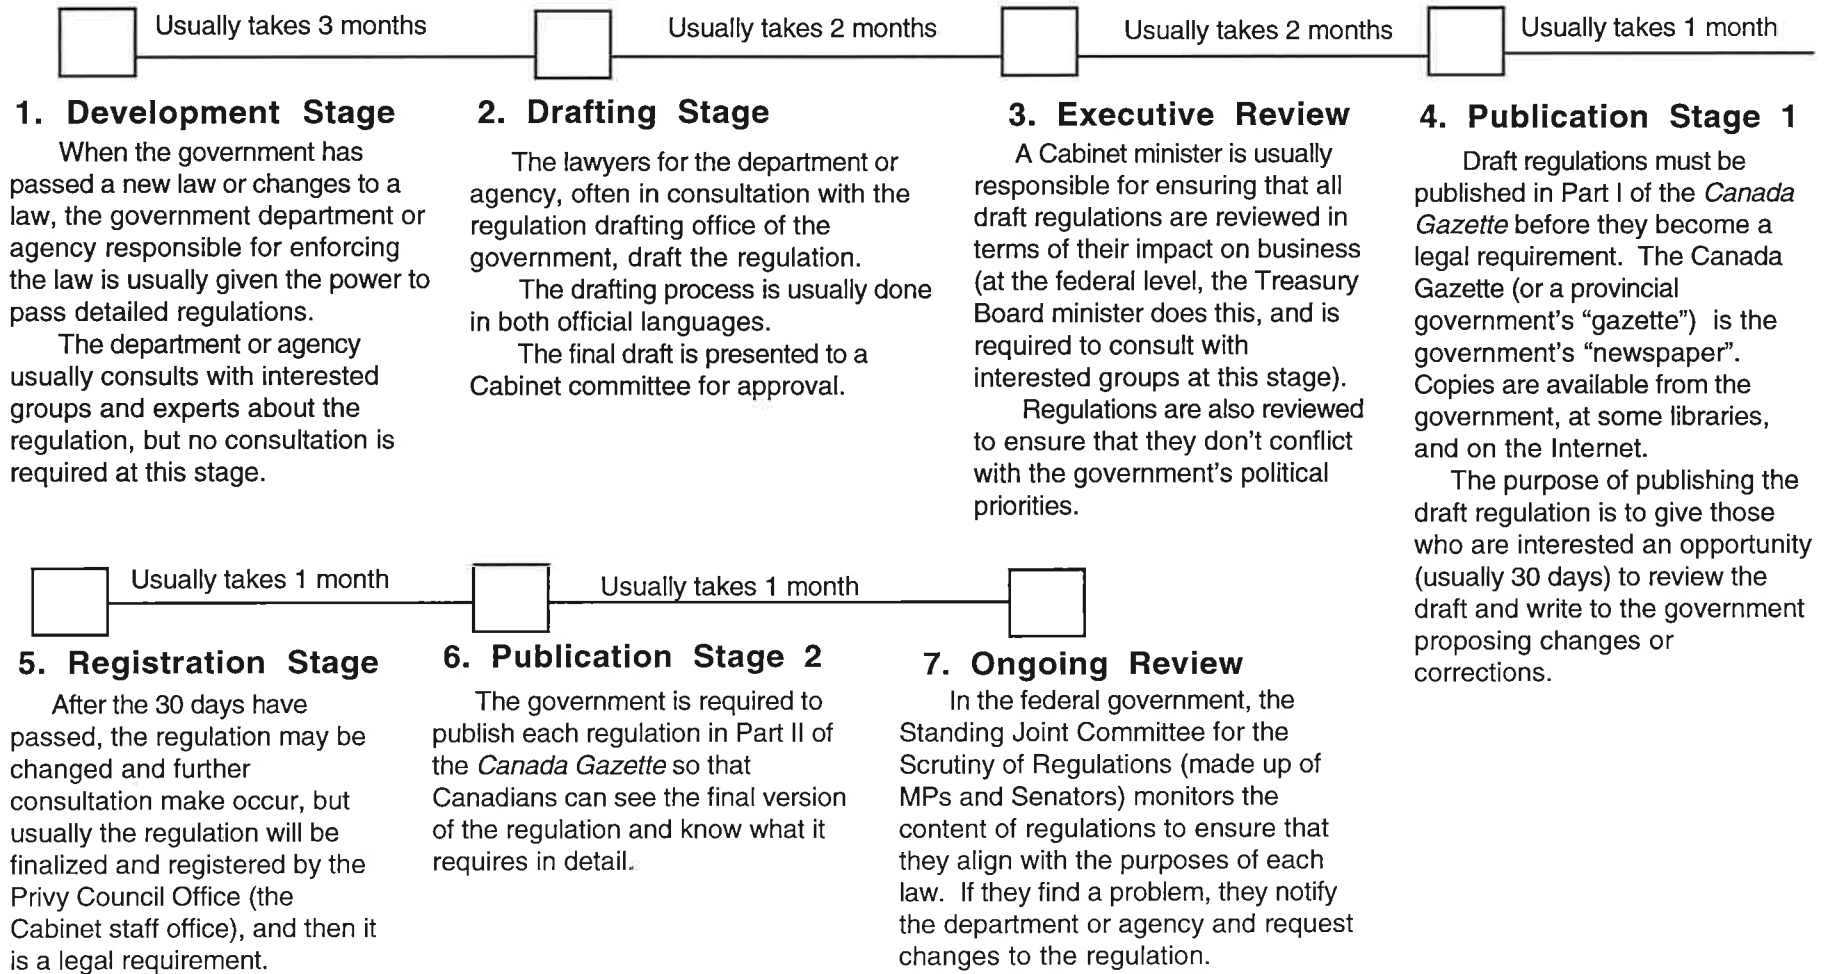 Usually takes 3 months
Usually takes 2 months
Usually takes 2 months
Usually takes 1 month
1. Development Stage
When the government has
passed a new law or changes to a
law, the government department or
agency responsible for enforcing
the law is usually given the power to
pass detailed regulations.
The department or agency
usually consults with interested
groups and experts about the
regulation, but no consultation is
required at this stage.
2. Drafting Stage
The lawyers for the department or
agency, often in consultation with the
regulation drafting office of the
government, draft the regulation.
The drafting process is usually done
in both official languages.
The final draft is presented to a
Cabinet committee for approval.
3. Executive Review
A Cabinet minister is usually
responsible for ensuring that all
draft regulations are reviewed in
terms of their impact on business
(at the federal level, the Treasury
Board minister does this, and is
required to consult with
interested groups at this stage).
Regulations are also reviewed
to ensure that they don't conflict
with the government's political
priorities.
4. Publication Stage 1
Draft regulations must be
published in Part I of the Canada
Gazette before they become a
legal requirement. The Canada
Gazette (or a provincial
government's "gazette") is the
government's "newspaper".
Copies are available from the
government, at some libraries,
and on the Internet.
The purpose of publishing the
draft regulation is to give those
who are interested an opportunity
(usually 30 days) to review the
draft and write to the government
proposing changes or
corrections.
Usually takes 1 month
Usually takes 1 month
5. Registration Stage
After the 30 days have
passed, the regulation may be
changed and further
consultation make occur, but
usually the regulation will be
finalized and registered by the
Privy Council Office (the
Cabinet staff office), and then it
is a legal requirement.
6. Publication Stage 2
The government is required to
publish each regulation in Part II of
the Canada Gazette so that
Canadians can see the final version
of the regulation and know what it
requires in detail.
7. Ongoing Review
In the federal government, the
Standing Joint Committee for the
Scrutiny of Regulations (made up of
MPs and Senators) monitors the
content of regulations to ensure that
they align with the purposes of each
law. If they find a problem, they notify
the department or agency and request
changes to the regulation.